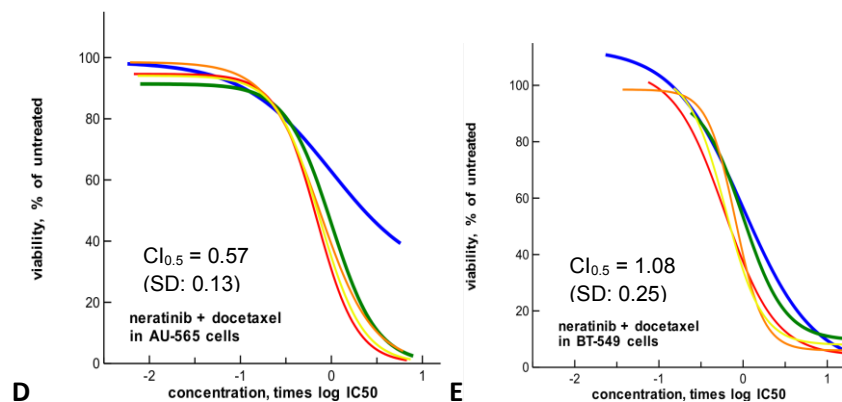 100
80
60
40
20
0
viability, % of untreated
CI0.5 = 0.57
(SD: 0.13)
neratinib + docetaxel
in AU-565 cells
-2 -1 0 1
concentration, times log IC50
D
100
80
60
40
20
0
viability, % of untreated
CI0.5 = 1.08
(SD: 0.25)
neratinib + docetaxel
in BT-549 cells
-2 -1 0 1
concentration, times log IC50
E